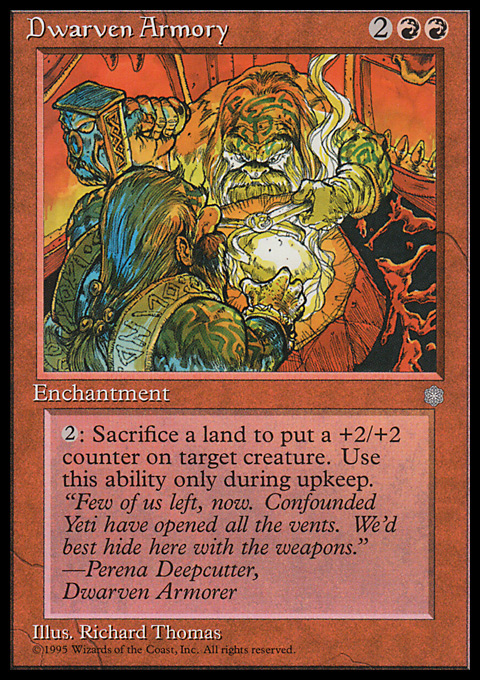 Dwarven Armory 2
Enchantment
2: Sacrifice a land to put a +2/+2
counter on target creature. Use
this ability only during upkeep.
“Few of us left, now. Confounded
Yeti have opened all the vents. We’d
best hide here with the weapons.”
—Perena Deepcutter,
Dwarven Armorer
Illus. Richard Thomas
©1995 Wizards of the Coast, Inc. All rights reserved.